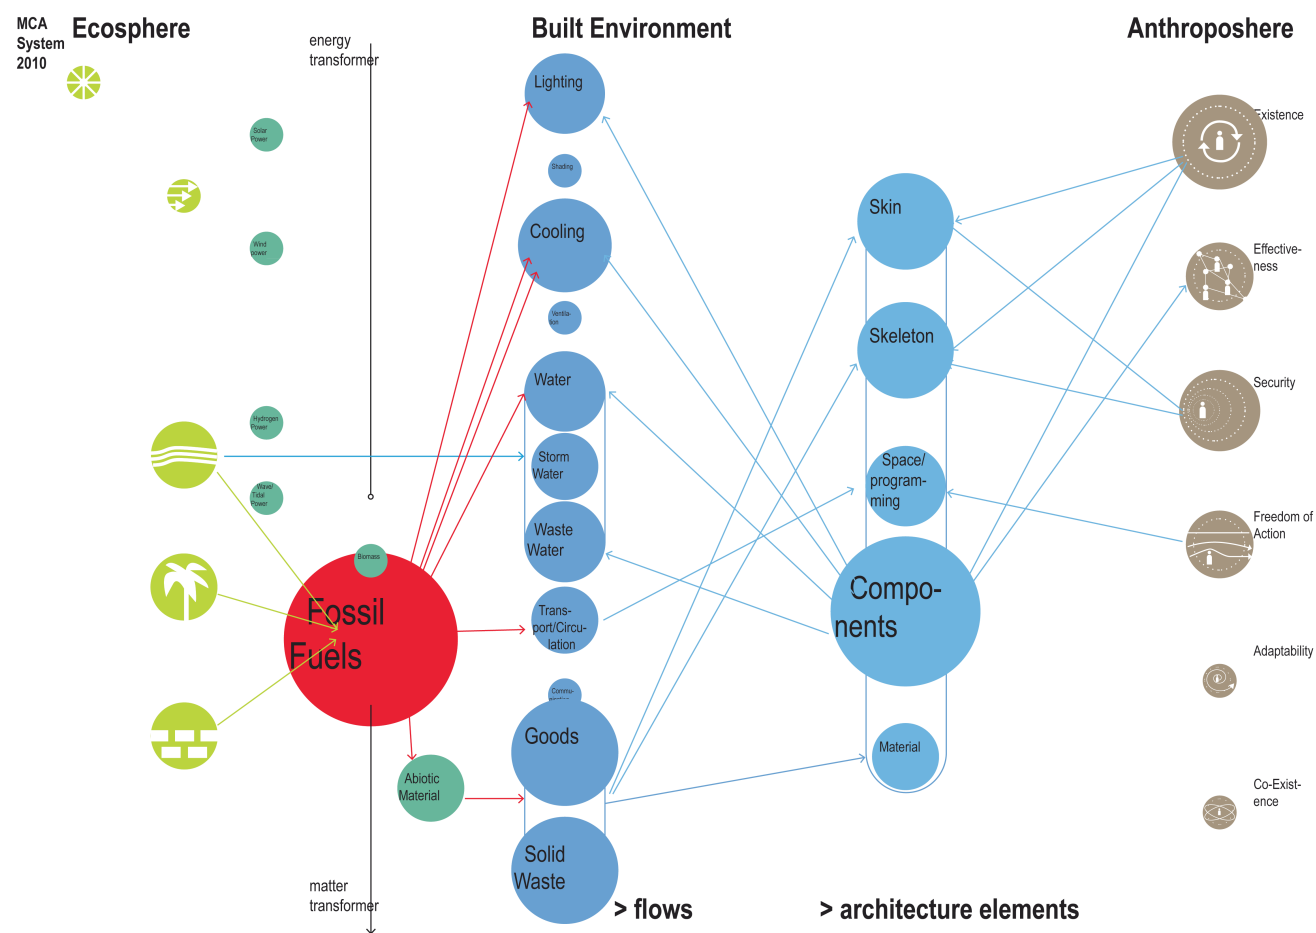 MCA
System
2010
Ecosphere
Built Environment
Anthroposhere
energy
transformer
Solar
Power
Wind
power
Hydrogen
Power
Wave/
Tidal
Power
Biomass
Fossil
Fuels
Abiotic
Material
matter
transformer
Lighting
Shading
Cooling
Ventila-
tion
Water
Storm
Water
Waste
Water
Trans-
port/Circu-
lation
Commu-
Goods
Solid
Waste
> flows
Skin
Skeleton
Space/
program-
ming
Compo-
nents
Material
> architecture elements
Existence
Effective-
ness
Security
Freedom of
Action
Adaptability
Co-Exist-
ence